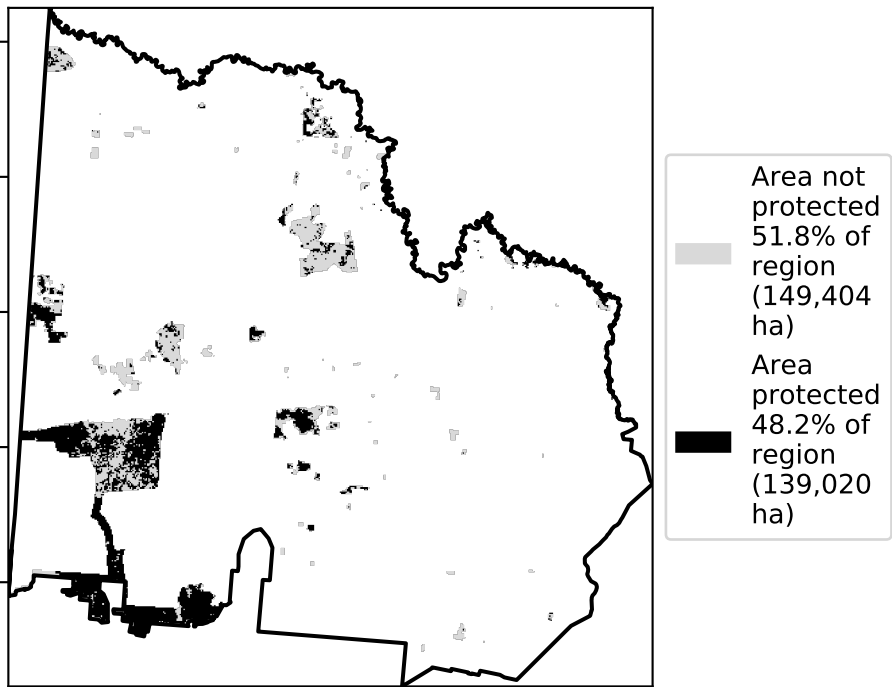 Area not
protected
51.8% of
region
(149,404
ha)
Area
protected
48.2% of
region
(139,020
ha)